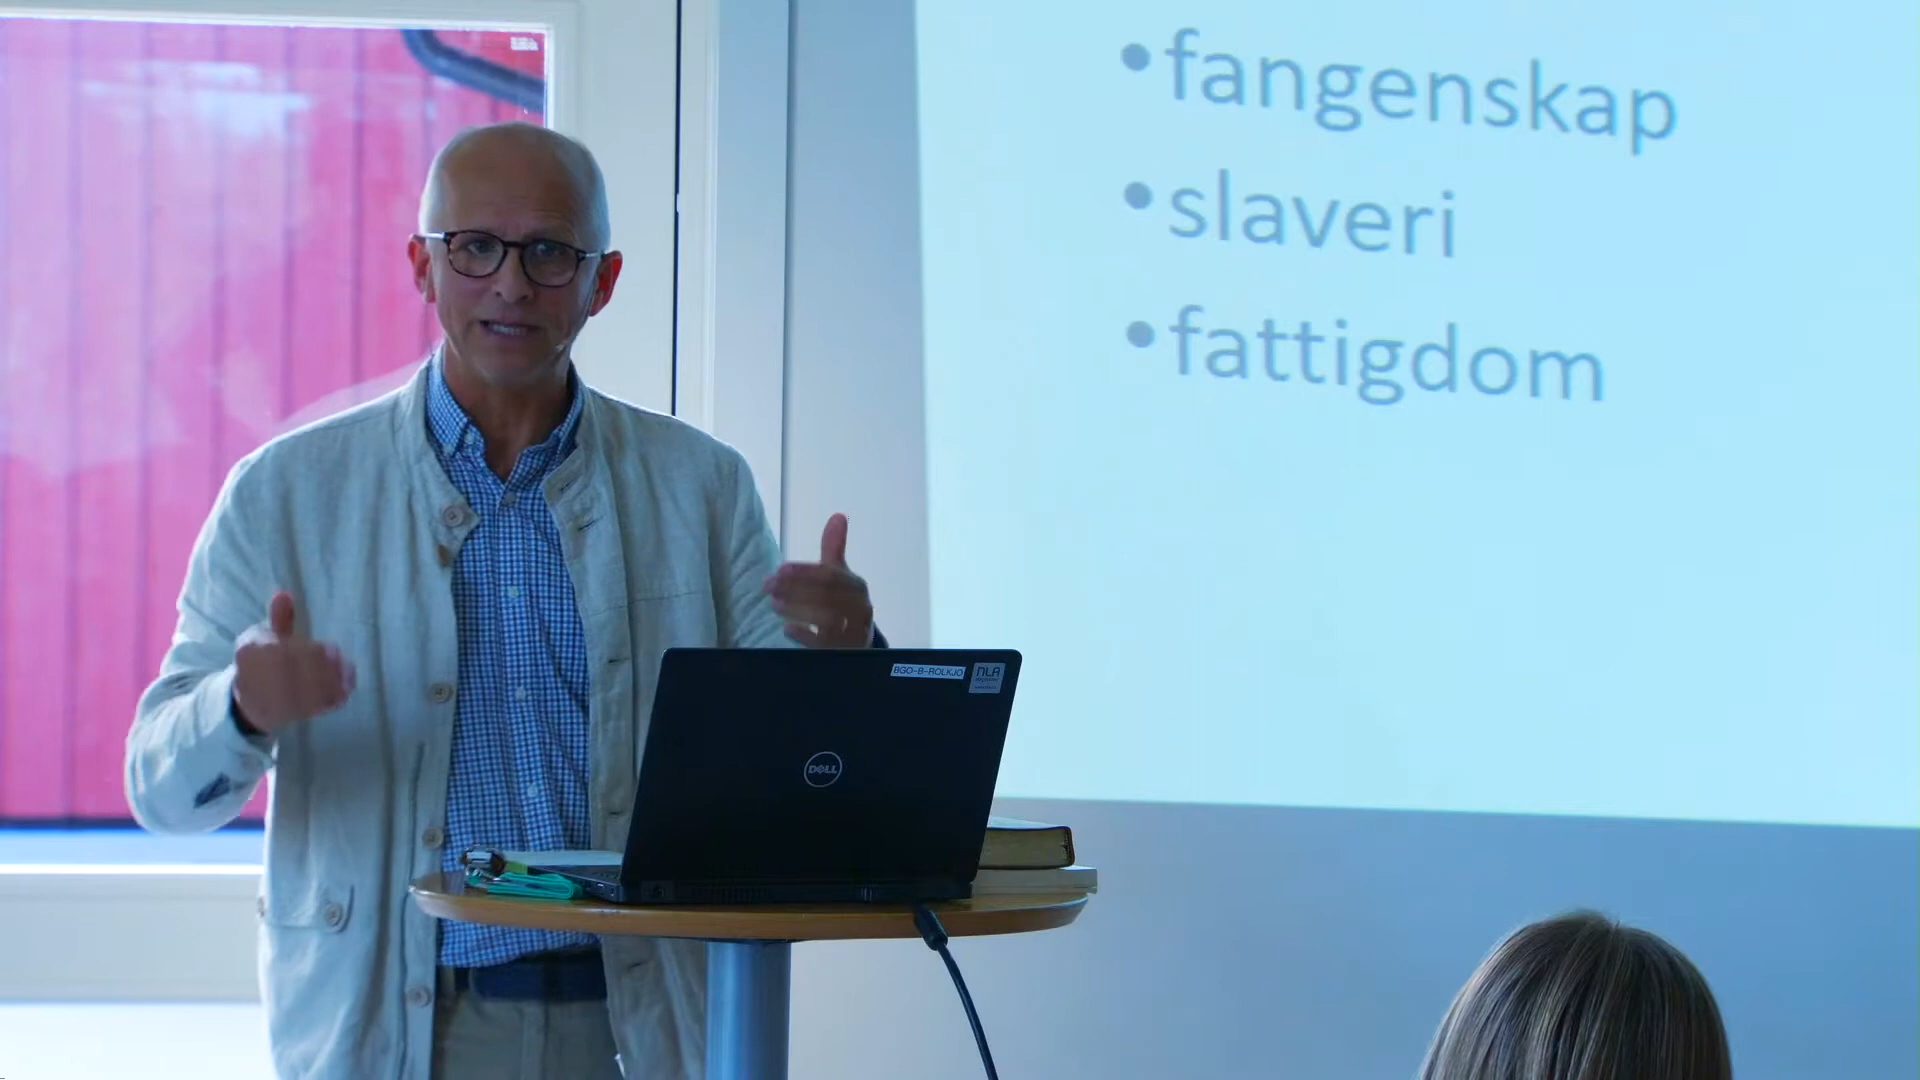 • fangenskap
• slaveri
• fattigdom
BGO-B-ROLKJO
NLA
DELL